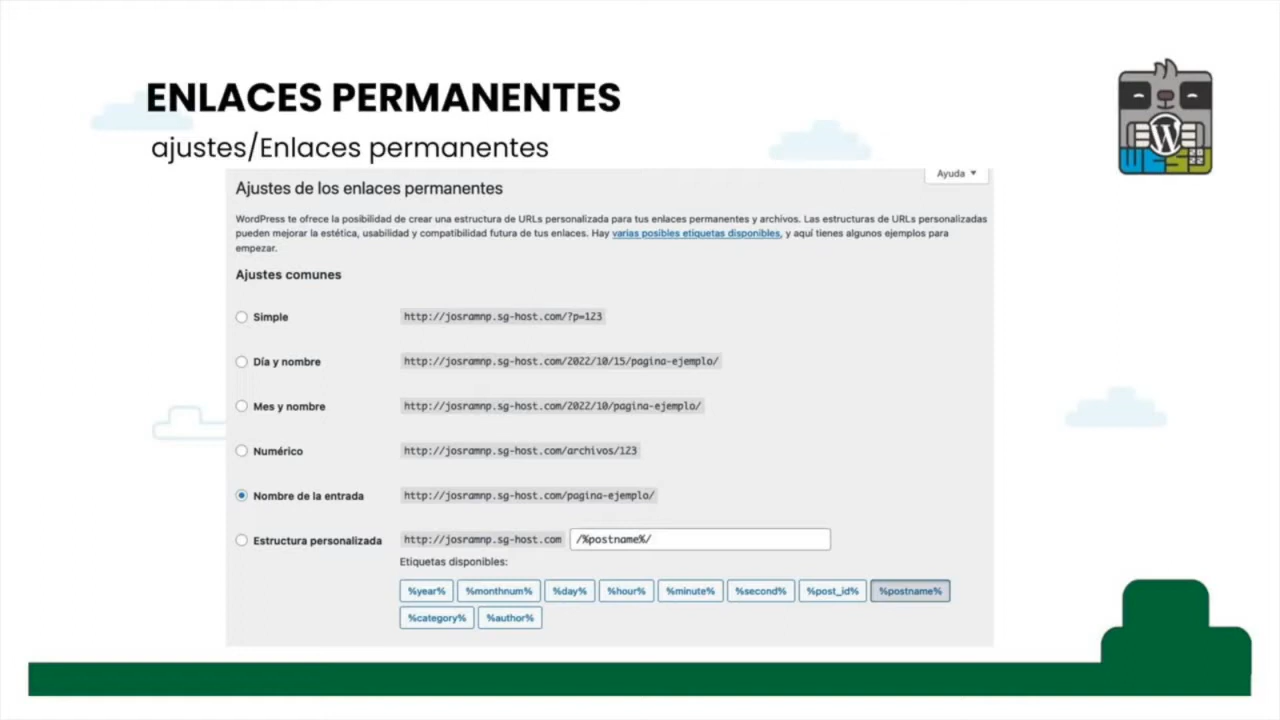 ENLACES PERMANENTES
ajustes/Enlaces permanentes
Ayuda
Ajustes de los enlaces permanentes
WordPress te ofrece la posibilidad de crear una estructura de URLs personalizada para tus enlaces permanentes y archivos. Las estructuras de URLs personalizadas
pueden mejorar la estética, usabilidad y compatibilidad futura de tus enlaces. Hay varias posibles etiquetas disponibles, y aquí tienes algunos ejemplos para
empezar.
Ajustes comunes
Simple http://josramnp.sg-host.com/?p=123
Día y nombre http://josramnp.sg-host.com/2022/10/15/pagina-ejemplo/
Mes y nombre http://josramnp.sg-host.com/2022/10/pagina-ejemplo/
Numérico http://josramnp.sg-host.com/archivos/123
Nombre de la entrada http://josramnp.sg-host.com/pagina-ejemplo/
Estructura personalizada http://josramnp.sg-host.com /%postname%/
Etiquetas disponibles:
%year% %monthnum% %day% %hour% %minute% %second% %post_id% %postname%
%category% %author%